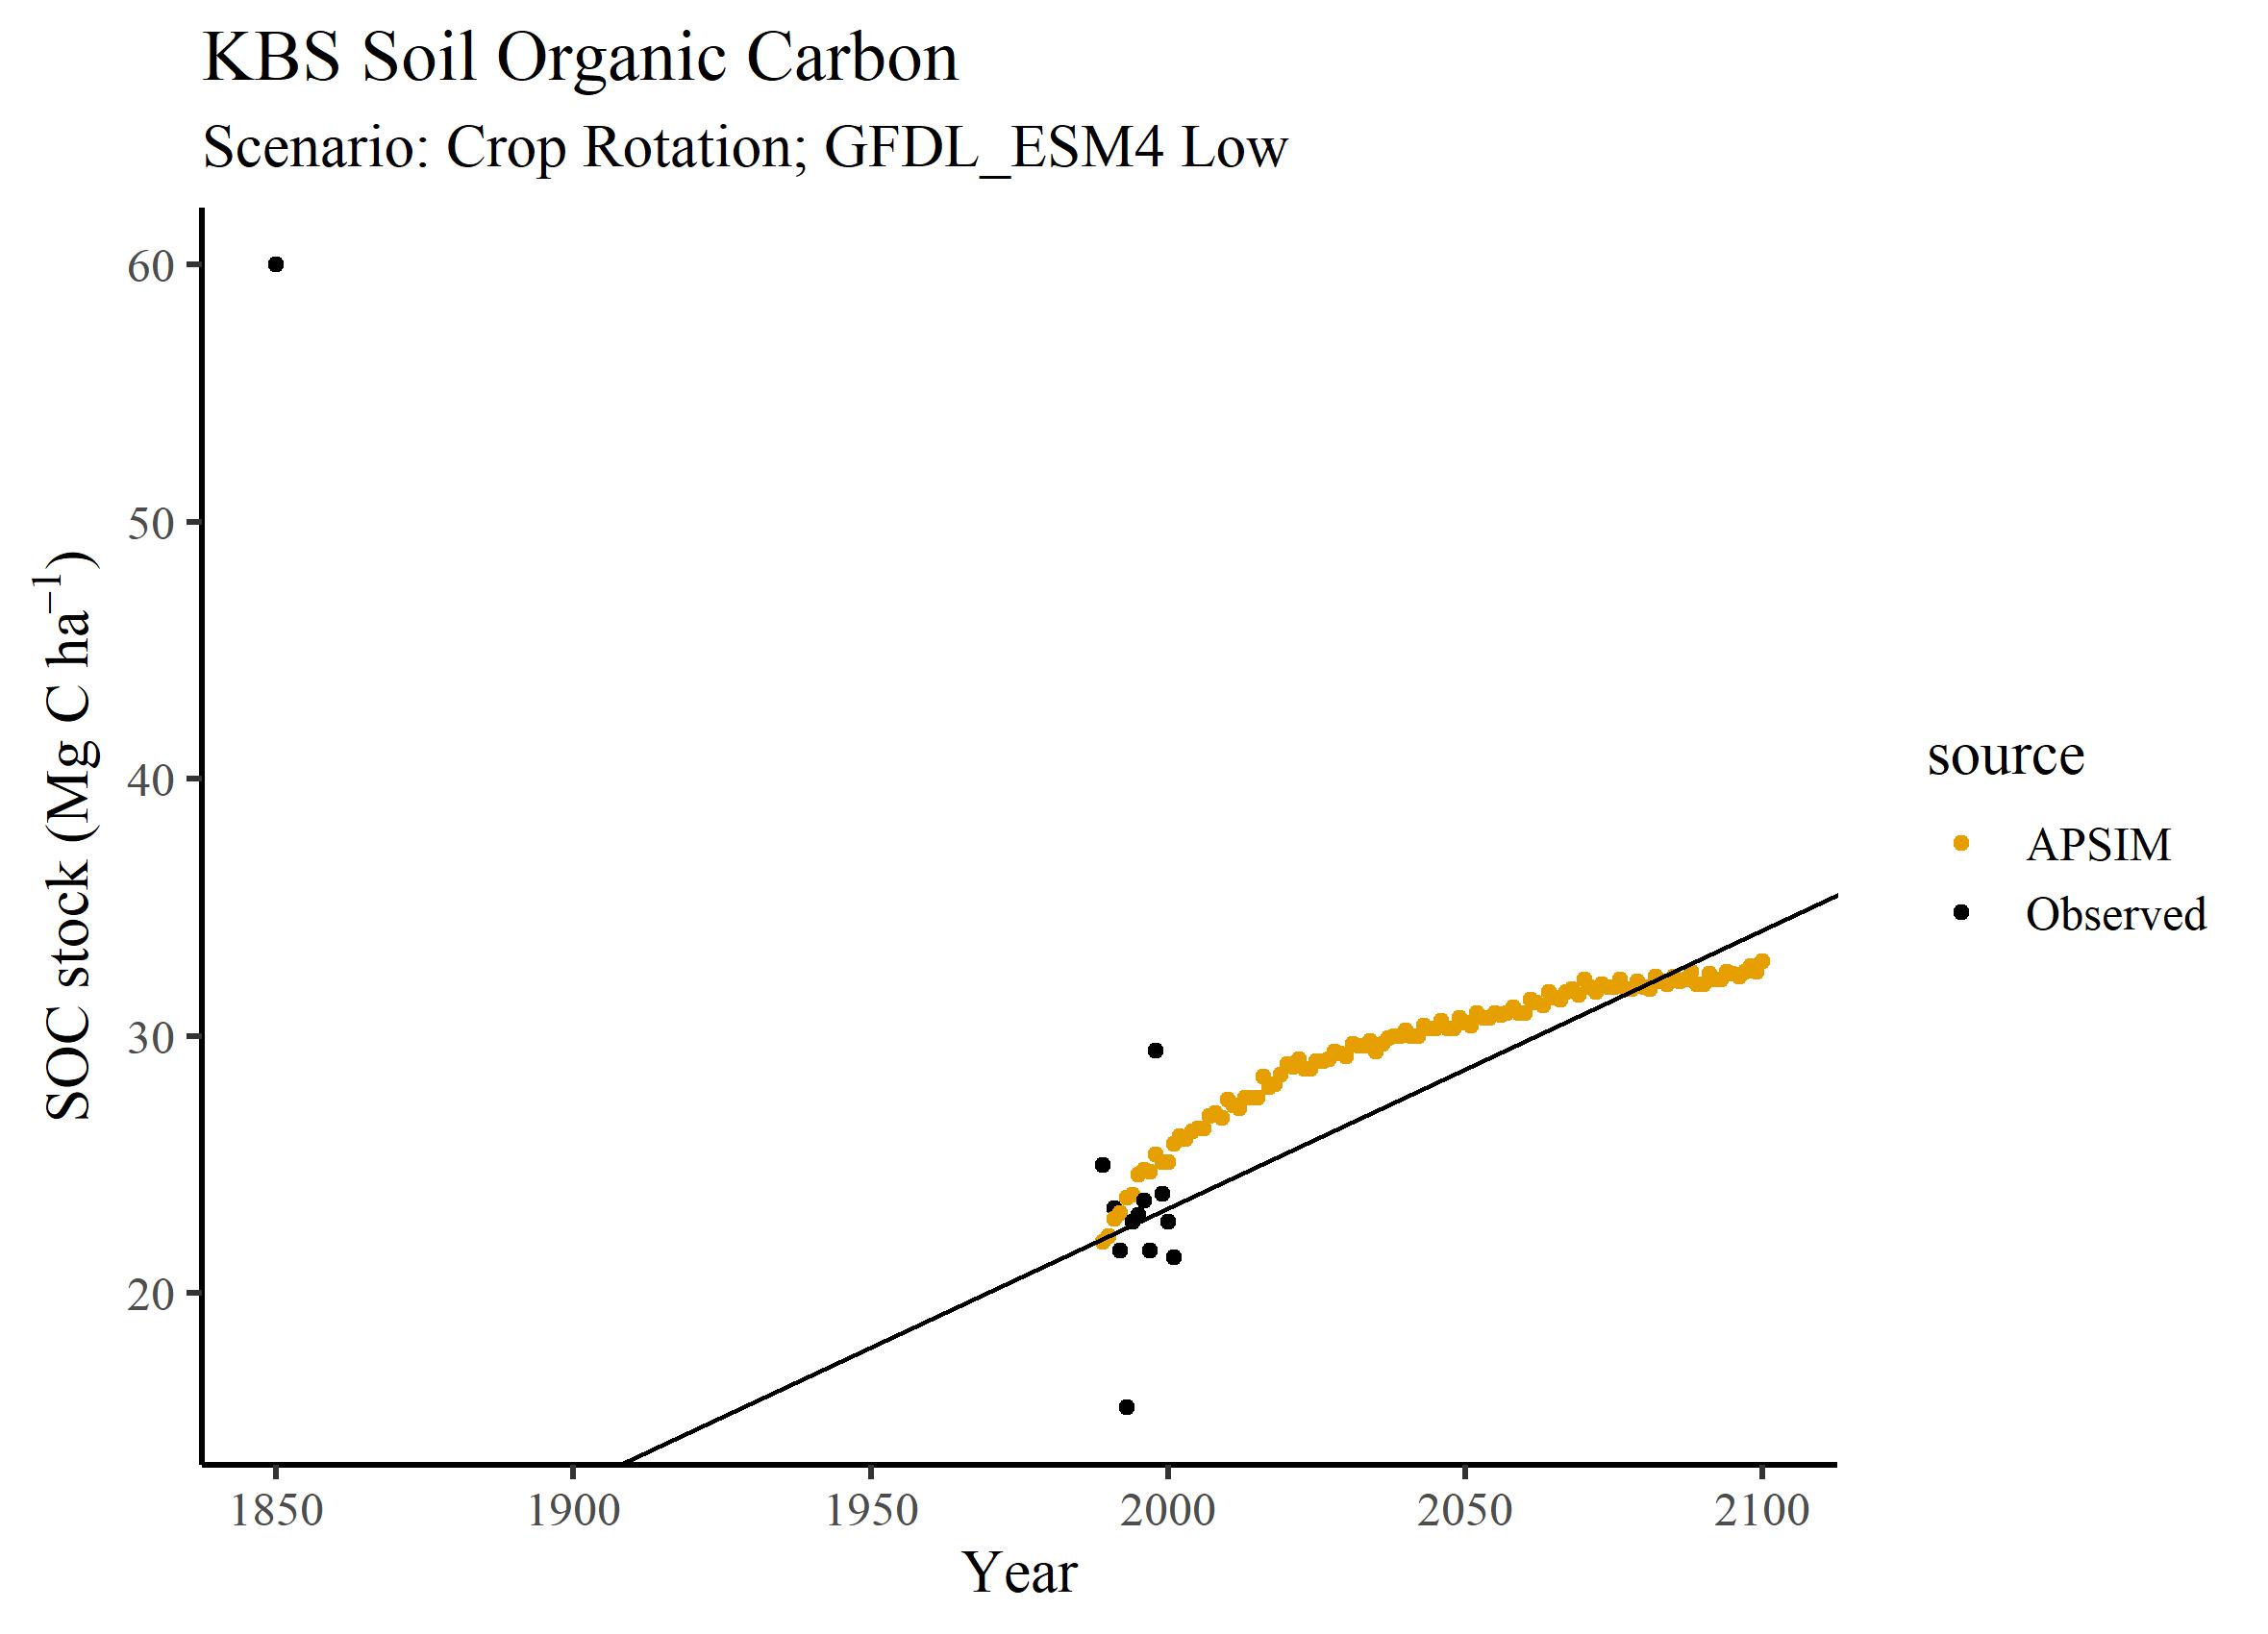 KBS Soil Organic Carbon
Scenario: Crop Rotation; GFDL_ESM4 Low
SOC stock (Mg C ha⁻¹)
60
50
40
30
20
1850
1900
1950
2000
2050
2100
Year
source
APSIM
Observed